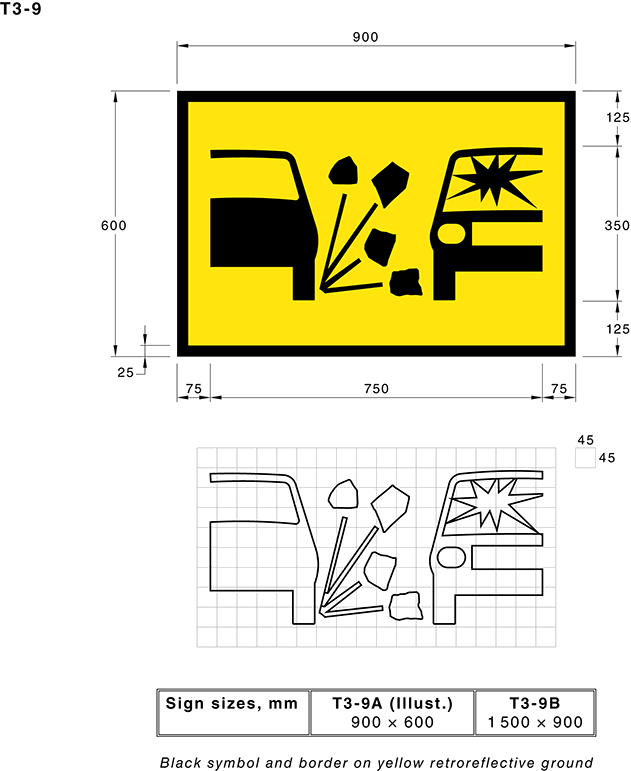 T3-9
900
125
600
350
125
25
75 750 75
45
45
Sign sizes, mm T3-9A (Illust.) T3-9B
900 × 600 1 500 × 900
Black symbol and border on yellow retroreflective ground